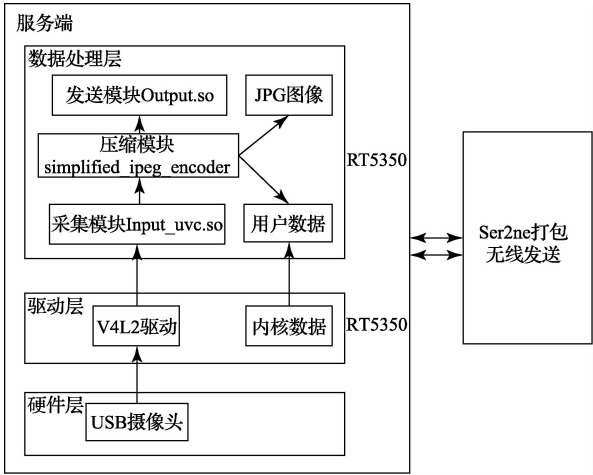 服务端
数据处理层
发送模块Output.so
JPG图像
压缩模块
simplified_ipeg_encoder
RT5350
采集模块Input_uvc.so
用户数据
Ser2ne打包
无线发送
驱动层
V4L2驱动
内核数据
RT5350
硬件层
USB摄像头